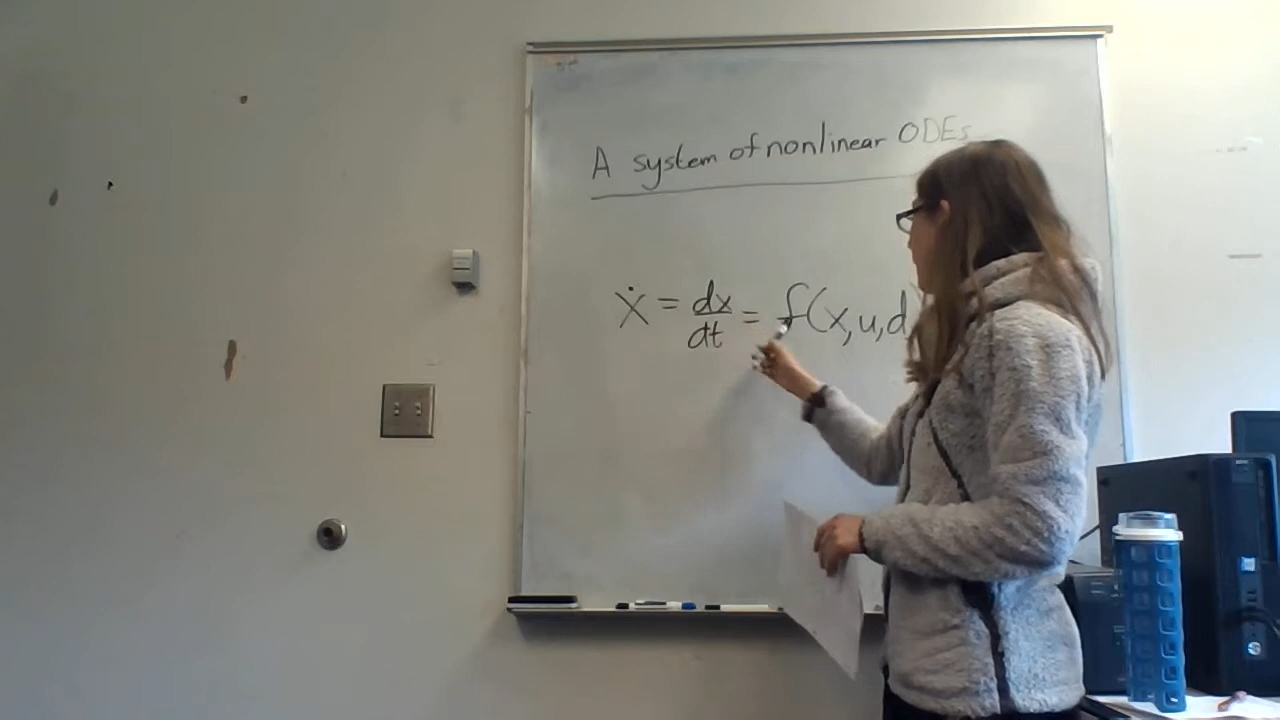 A system of nonlinear ODEs
ẋ = dx/dt = f(x,u,d